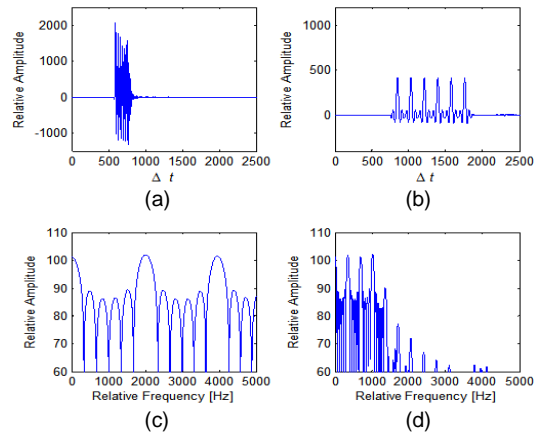 2000
1000
0
-1000
Relative Amplitude
0 500 1000 1500 2000 2500
Δ t
(a)
1000
500
0
Relative Amplitude
0 500 1000 1500 2000 2500
Δ t
(b)
110
100
90
80
70
60
Relative Amplitude
0 1000 2000 3000 4000 5000
Relative Frequency [Hz]
(c)
110
100
90
80
70
60
Relative Amplitude
0 1000 2000 3000 4000 5000
Relative Frequency [Hz]
(d)